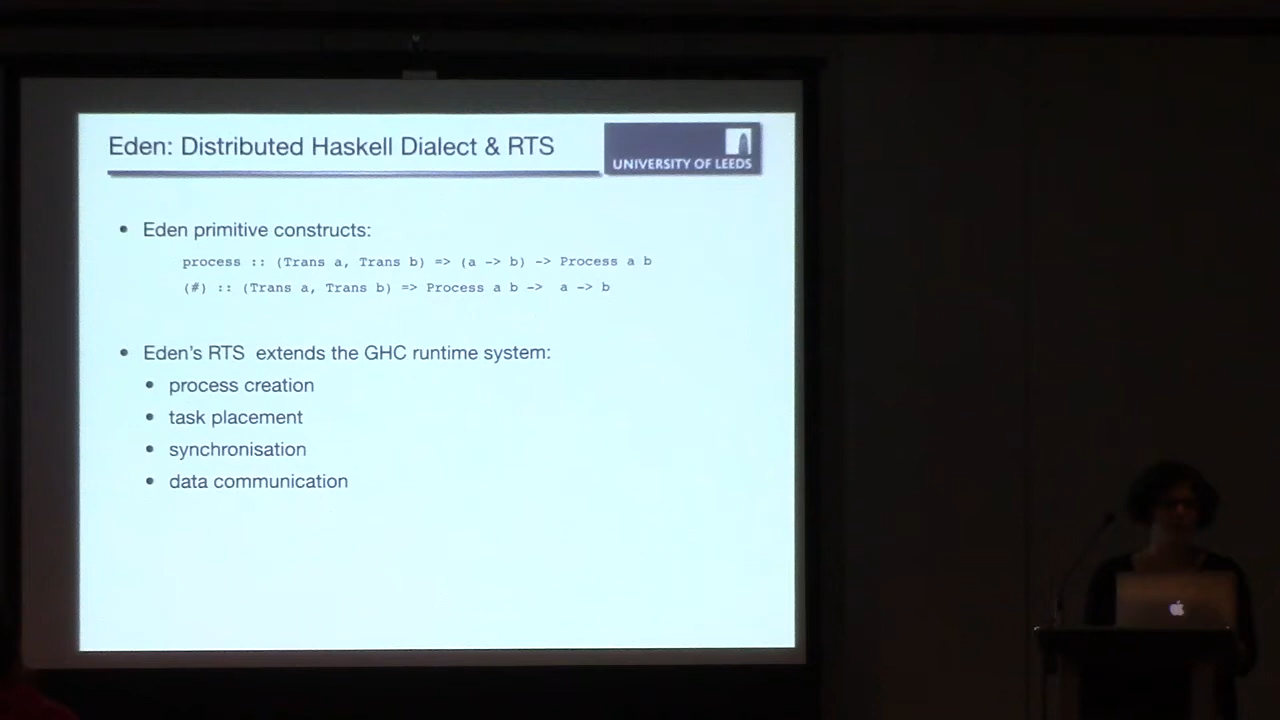 Eden: Distributed Haskell Dialect & RTS
UNIVERSITY OF LEEDS
• Eden primitive constructs:
process :: (Trans a, Trans b) => (a -> b) -> Process a b
(#) :: (Trans a, Trans b) => Process a b -> a -> b
• Eden's RTS extends the GHC runtime system:
• process creation
• task placement
• synchronisation
• data communication